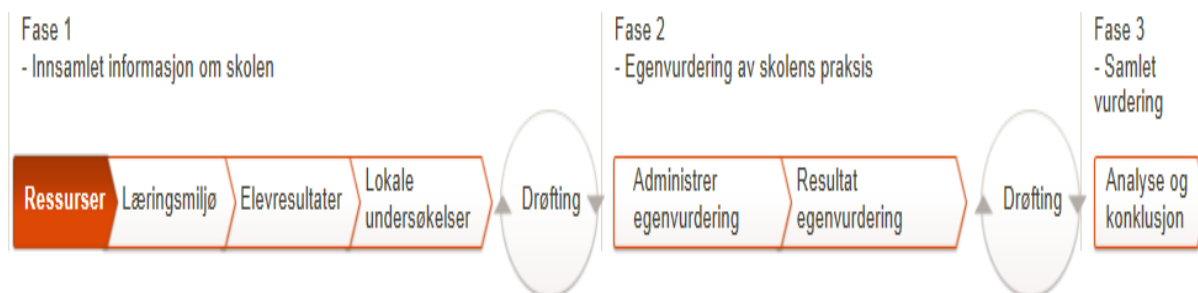 Fase 1
- Innsamlet informasjon om skolen
Ressurser
Læringsmiljø
Elevresultater
Lokale
undersøkelser
Drøfting
Fase 2
- Egenvurdering av skolens praksis
Administrer
egenvurdering
Resultat
egenvurdering
Drøfting
Fase 3
- Samlet
vurdering
Analyse og
konklusjon